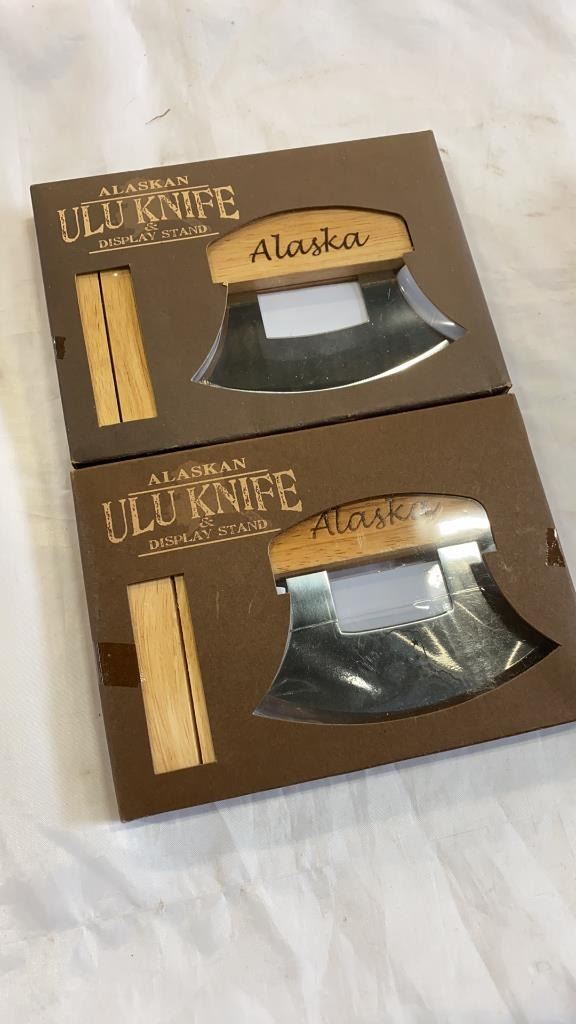 ALASKAN
ULU KNIFE
&
DISPLAY STAND
Alaska
ALASKAN
ULU KNIFE
&
DISPLAY STAND
Alaska